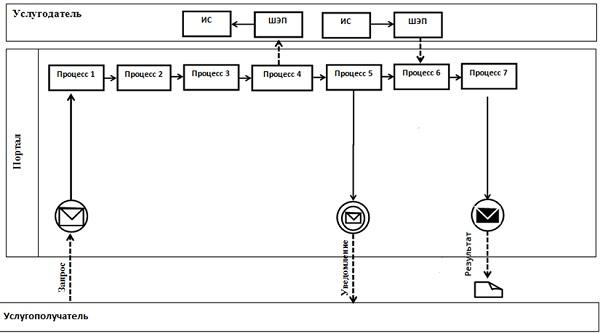 Услугодатель
ИС
ШЭП
ИС
ШЭП
Портал
Процесс 1
Процесс 2
Процесс 3
Процесс 4
Процесс 5
Процесс 6
Процесс 7
Запрос
Уведомление
Результат
Услугополучатель